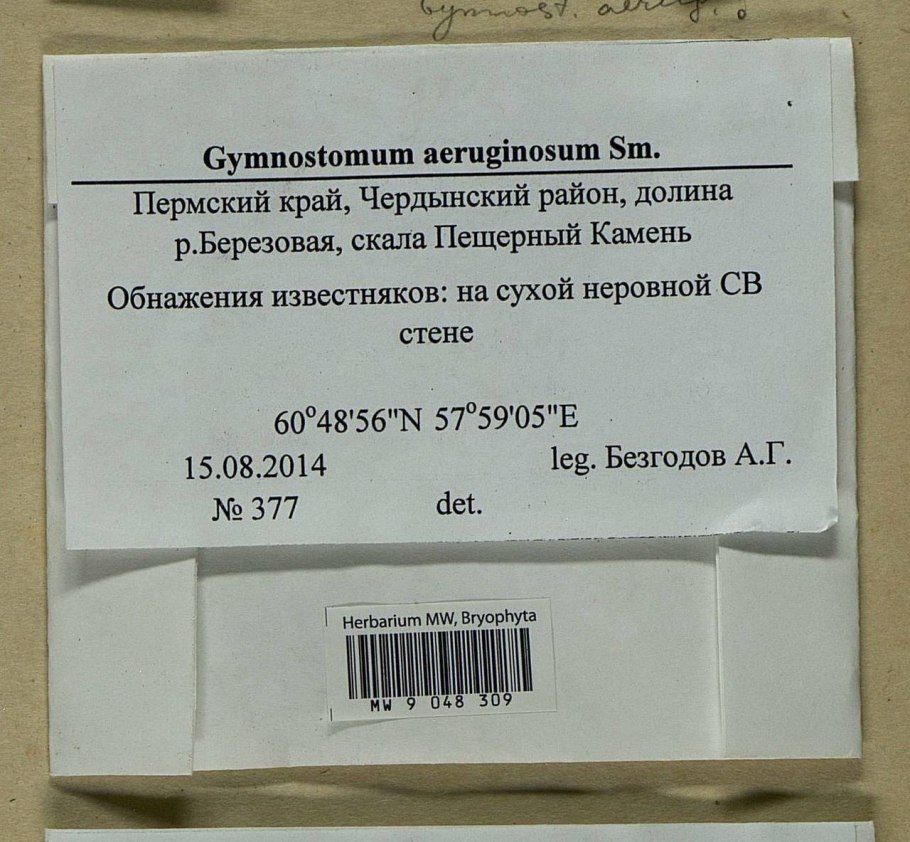 Gymnost. aerug.
Gymnostomum aeruginosum Sm.
Пермский край, Чердынский район, долина
р.Березовая, скала Пещерный Камень
Обнажения известняков: на сухой неровной СВ
стене
60°48'56"N 57°59'05"E
15.08.2014 leg. Безгодов А.Г.
№ 377 det.
Herbarium MW, Bryophyta
MW 9 048 309